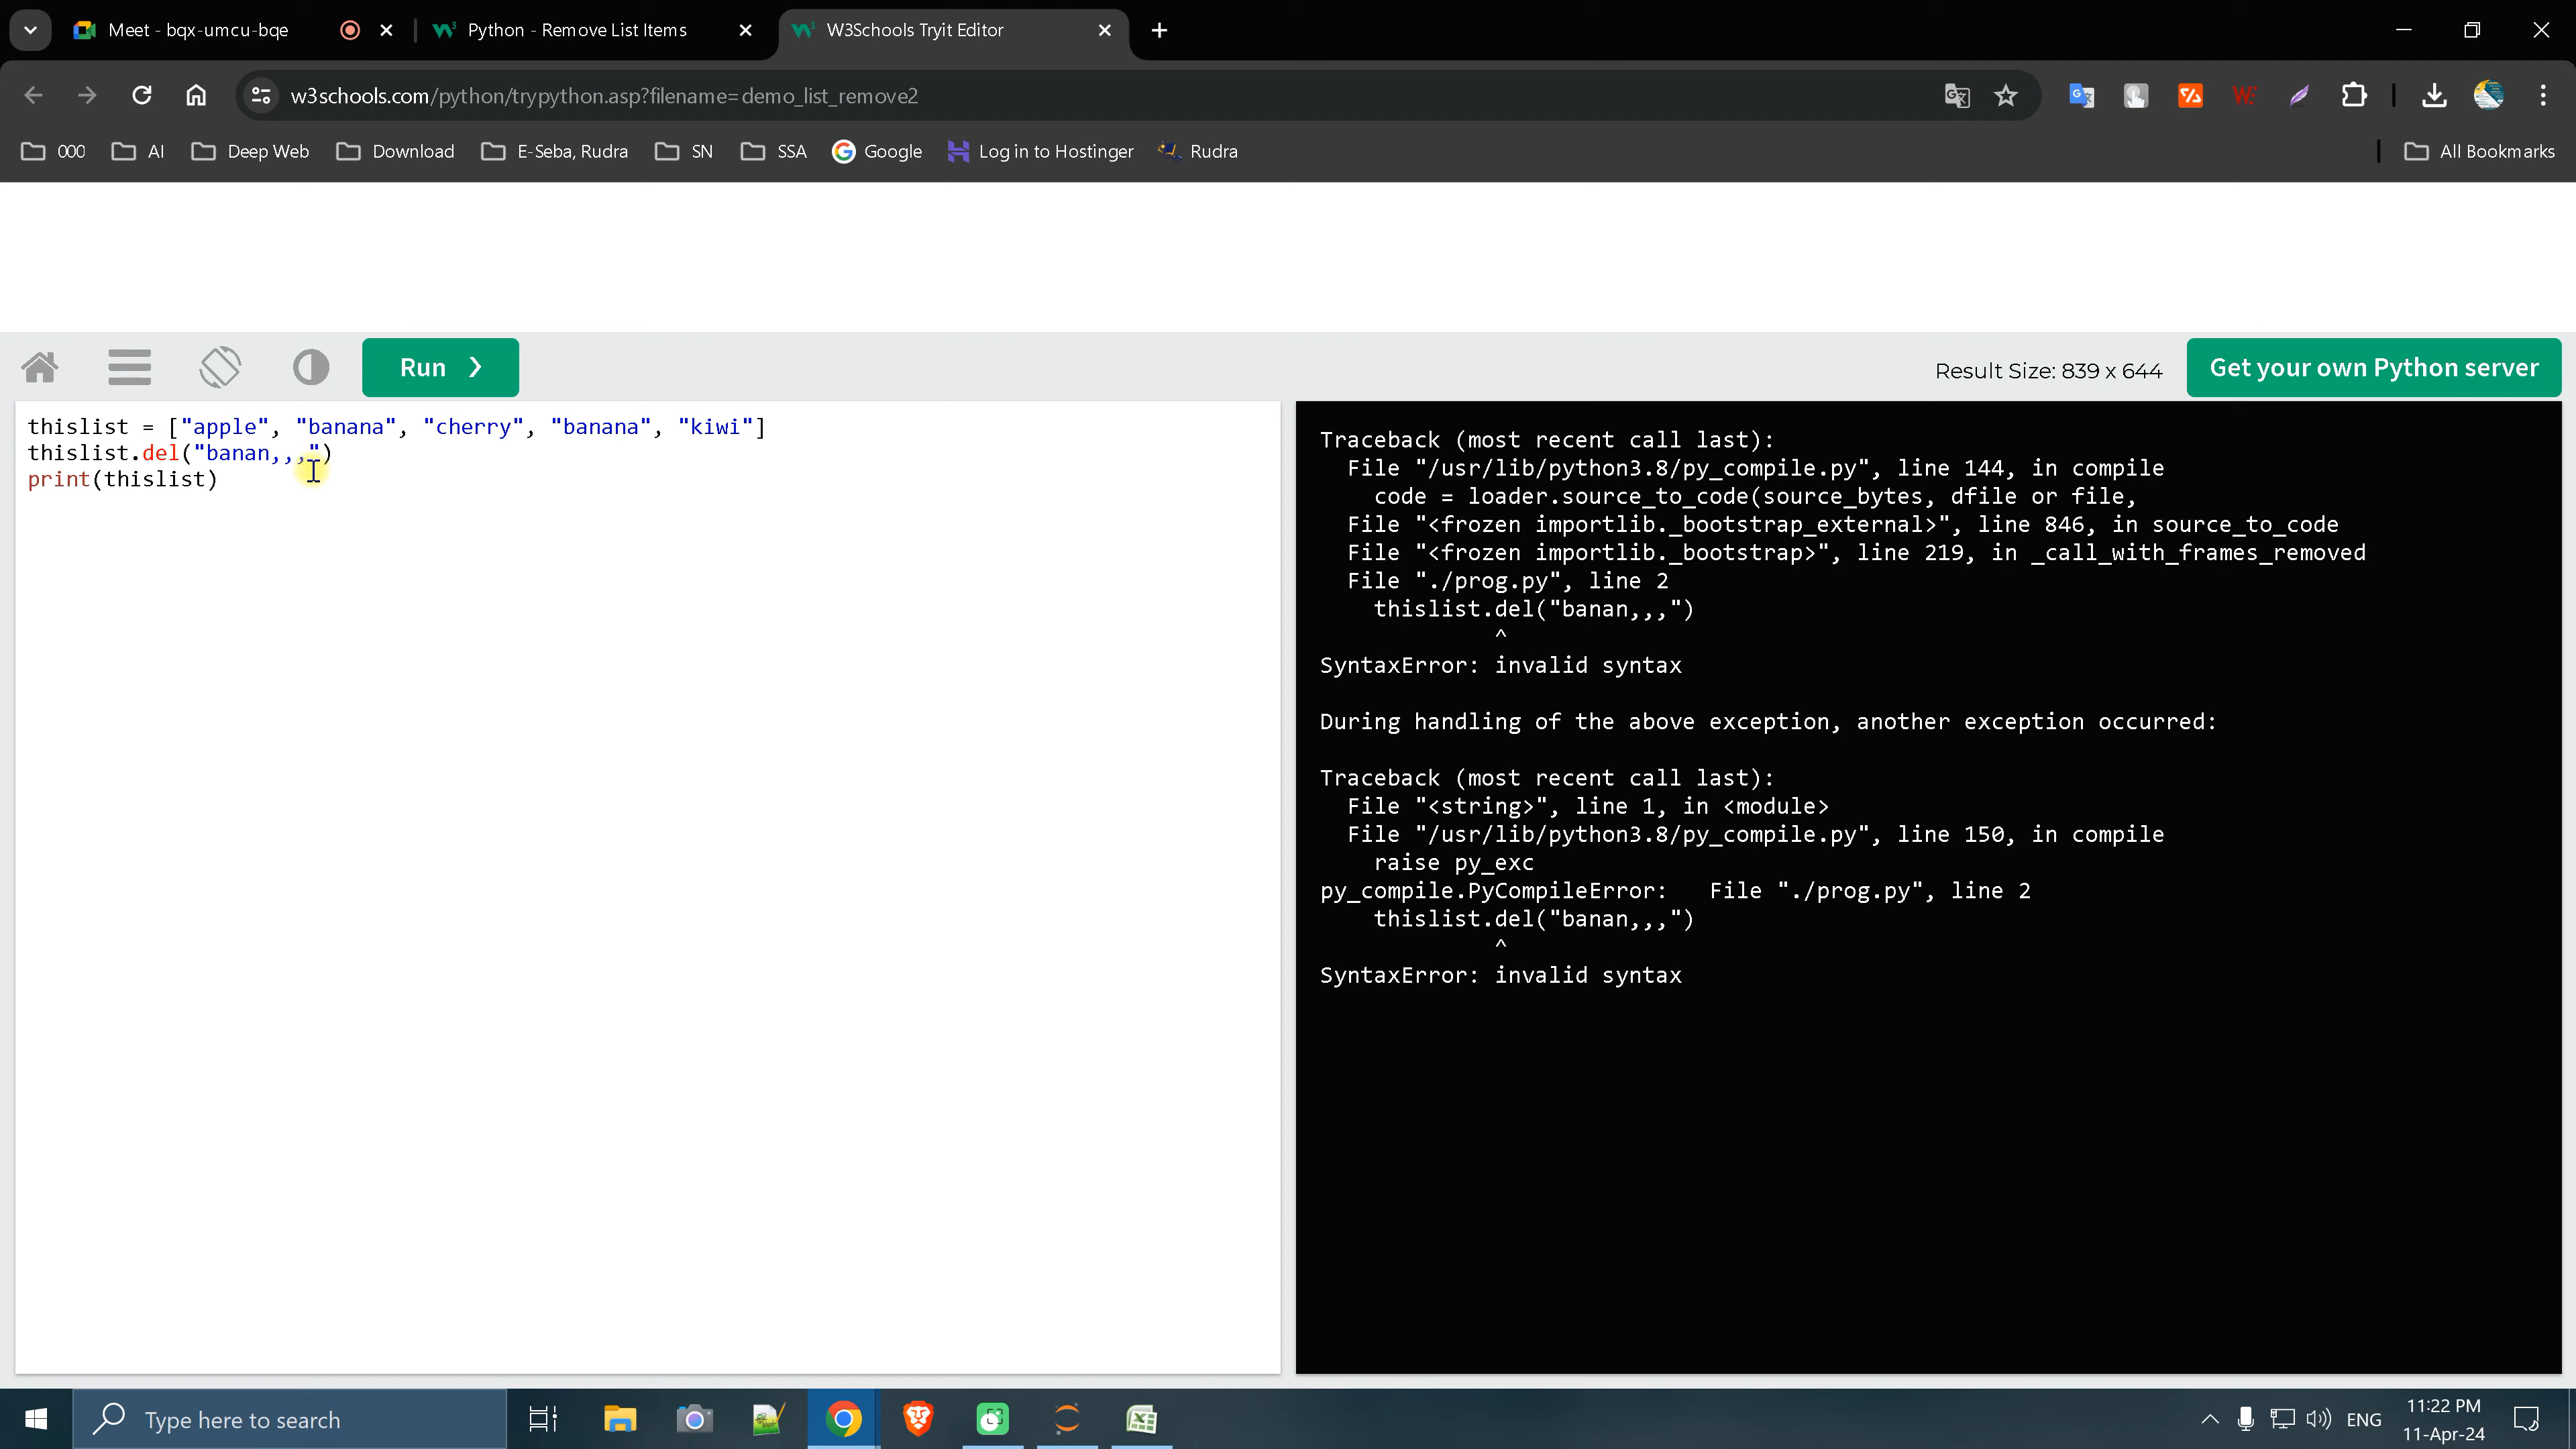 Meet - bqx-umcu-bqe
Python - Remove List Items
W3Schools Tryit Editor
w3schools.com/python/trypython.asp?filename=demo_list_remove2
000
AI
Deep Web
Download
E-Seba, Rudra
SN
SSA
Google
Log in to Hostinger
Rudra
All Bookmarks
Run ❯
Result Size: 839 x 644
Get your own Python server
thislist = ["apple", "banana", "cherry", "banana", "kiwi"]
thislist.del("banan,,,")
print(thislist)
Traceback (most recent call last):
File "/usr/lib/python3.8/py_compile.py", line 144, in compile
code = loader.source_to_code(source_bytes, dfile or file,
File "<frozen importlib._bootstrap_external>", line 846, in source_to_code
File "<frozen importlib._bootstrap>", line 219, in _call_with_frames_removed
File "./prog.py", line 2
thislist.del("banan,,,")
^
SyntaxError: invalid syntax
During handling of the above exception, another exception occurred:
Traceback (most recent call last):
File "<string>", line 1, in <module>
File "/usr/lib/python3.8/py_compile.py", line 150, in compile
raise py_exc
py_compile.PyCompileError:   File "./prog.py", line 2
thislist.del("banan,,,")
^
SyntaxError: invalid syntax
Type here to search
ENG
11:22 PM
11-Apr-24